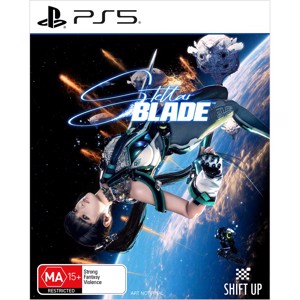 PS5
Stellar
BLADE
MA 15+
Strong
Fantasy
Violence
RESTRICTED
SHIFT UP